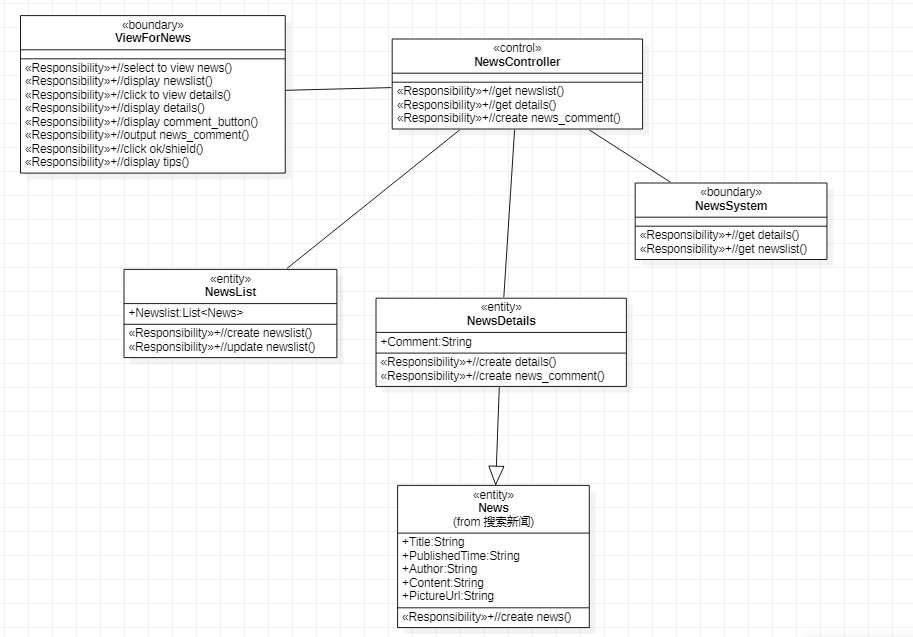 «boundary»
ViewForNews
«Responsibility»+//select to view news()
«Responsibility»+//display newslist()
«Responsibility»+//click to view details()
«Responsibility»+//display details()
«Responsibility»+//display comment_button()
«Responsibility»+//output news_comment()
«Responsibility»+//click ok/shield()
«Responsibility»+//display tips()
«control»
NewsController
«Responsibility»+//get newslist()
«Responsibility»+//get details()
«Responsibility»+//create news_comment()
«boundary»
NewsSystem
«Responsibility»+//get details()
«Responsibility»+//get newslist()
«entity»
NewsList
+Newslist:List<News>
«Responsibility»+//create newslist()
«Responsibility»+//update newslist()
«entity»
NewsDetails
+Comment:String
«Responsibility»+//create details()
«Responsibility»+//create news_comment()
«entity»
News
(from 搜索新闻)
+Title:String
+PublishedTime:String
+Author:String
+Content:String
+PictureUrl:String
«Responsibility»+//create news()